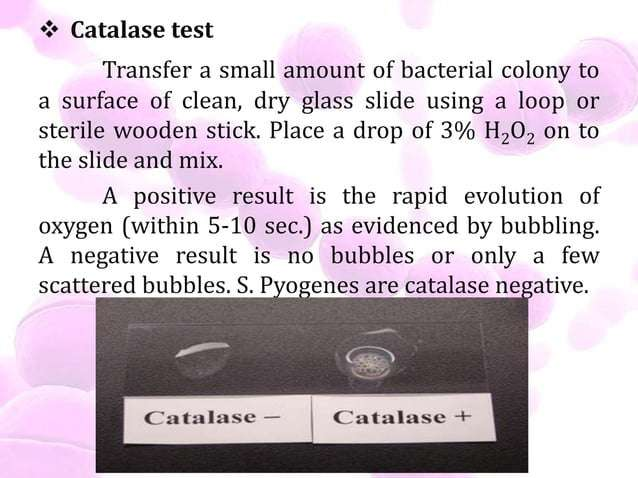 ❖ Catalase test
Transfer a small amount of bacterial colony to
a surface of clean, dry glass slide using a loop or
sterile wooden stick. Place a drop of 3% H₂O₂ on to
the slide and mix.
A positive result is the rapid evolution of
oxygen (within 5-10 sec.) as evidenced by bubbling.
A negative result is no bubbles or only a few
scattered bubbles. S. Pyogenes are catalase negative.
Catalase – Catalase +